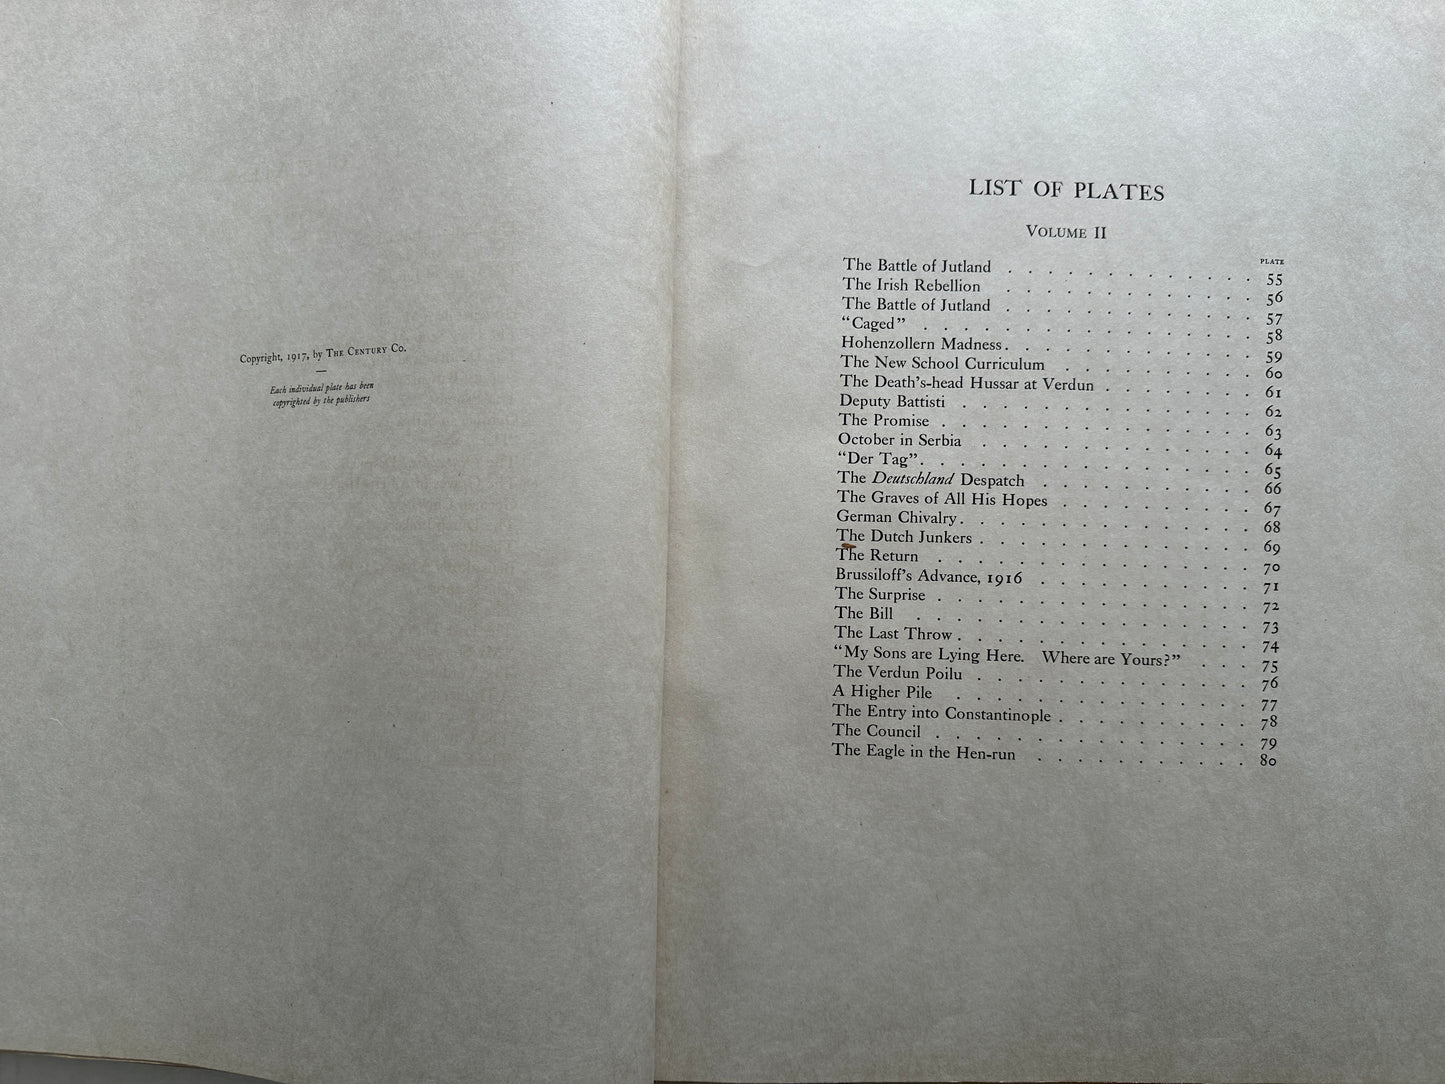 Copyright, 1917, by The Century Co.
Each individual plate has been
copyrighted by the publishers
LIST OF PLATES
Volume II
PLATE
The Battle of Jutland . . . . . . . . . . . . . 55
The Irish Rebellion . . . . . . . . . . . . . 56
The Battle of Jutland . . . . . . . . . . . . . 57
“Caged” . . . . . . . . . . . . . . . . . 58
Hohenzollern Madness . . . . . . . . . . . . . 59
The New School Curriculum . . . . . . . . . . 60
The Death’s-head Hussar at Verdun . . . . . . . . 61
Deputy Battisti . . . . . . . . . . . . . . . 62
The Promise . . . . . . . . . . . . . . . . 63
October in Serbia . . . . . . . . . . . . . . 64
“Der Tag” . . . . . . . . . . . . . . . . . 65
The Deutschland Despatch . . . . . . . . . . . 66
The Graves of All His Hopes . . . . . . . . . . 67
German Chivalry . . . . . . . . . . . . . . . 68
The Dutch Junkers . . . . . . . . . . . . . . 69
The Return . . . . . . . . . . . . . . . . 70
Brussiloff’s Advance, 1916 . . . . . . . . . . . 71
The Surprise . . . . . . . . . . . . . . . . 72
The Bill . . . . . . . . . . . . . . . . . 73
The Last Throw . . . . . . . . . . . . . . . 74
“My Sons are Lying Here. Where are Yours?” . . . 75
The Verdun Poilu . . . . . . . . . . . . . . 76
A Higher Pile . . . . . . . . . . . . . . . 77
The Entry into Constantinople . . . . . . . . . . 78
The Council . . . . . . . . . . . . . . . . 79
The Eagle in the Hen-run . . . . . . . . . . . 80